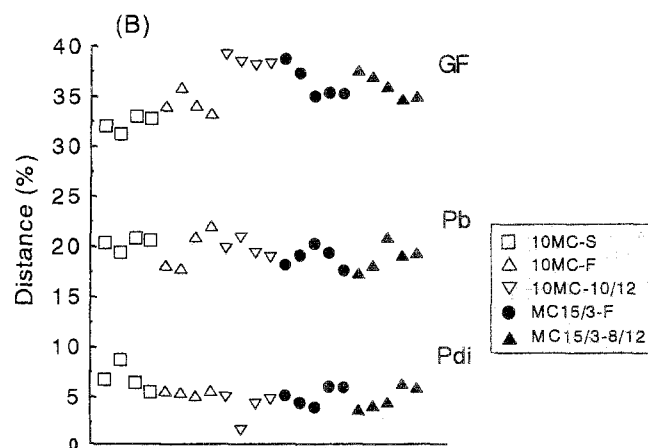 (B)
40
35
30
25
20
15
10
5
0
Distance (%)
GF
Pb
Pdi
10MC-S
10MC-F
10MC-10/12
MC15/3-F
MC15/3-8/12